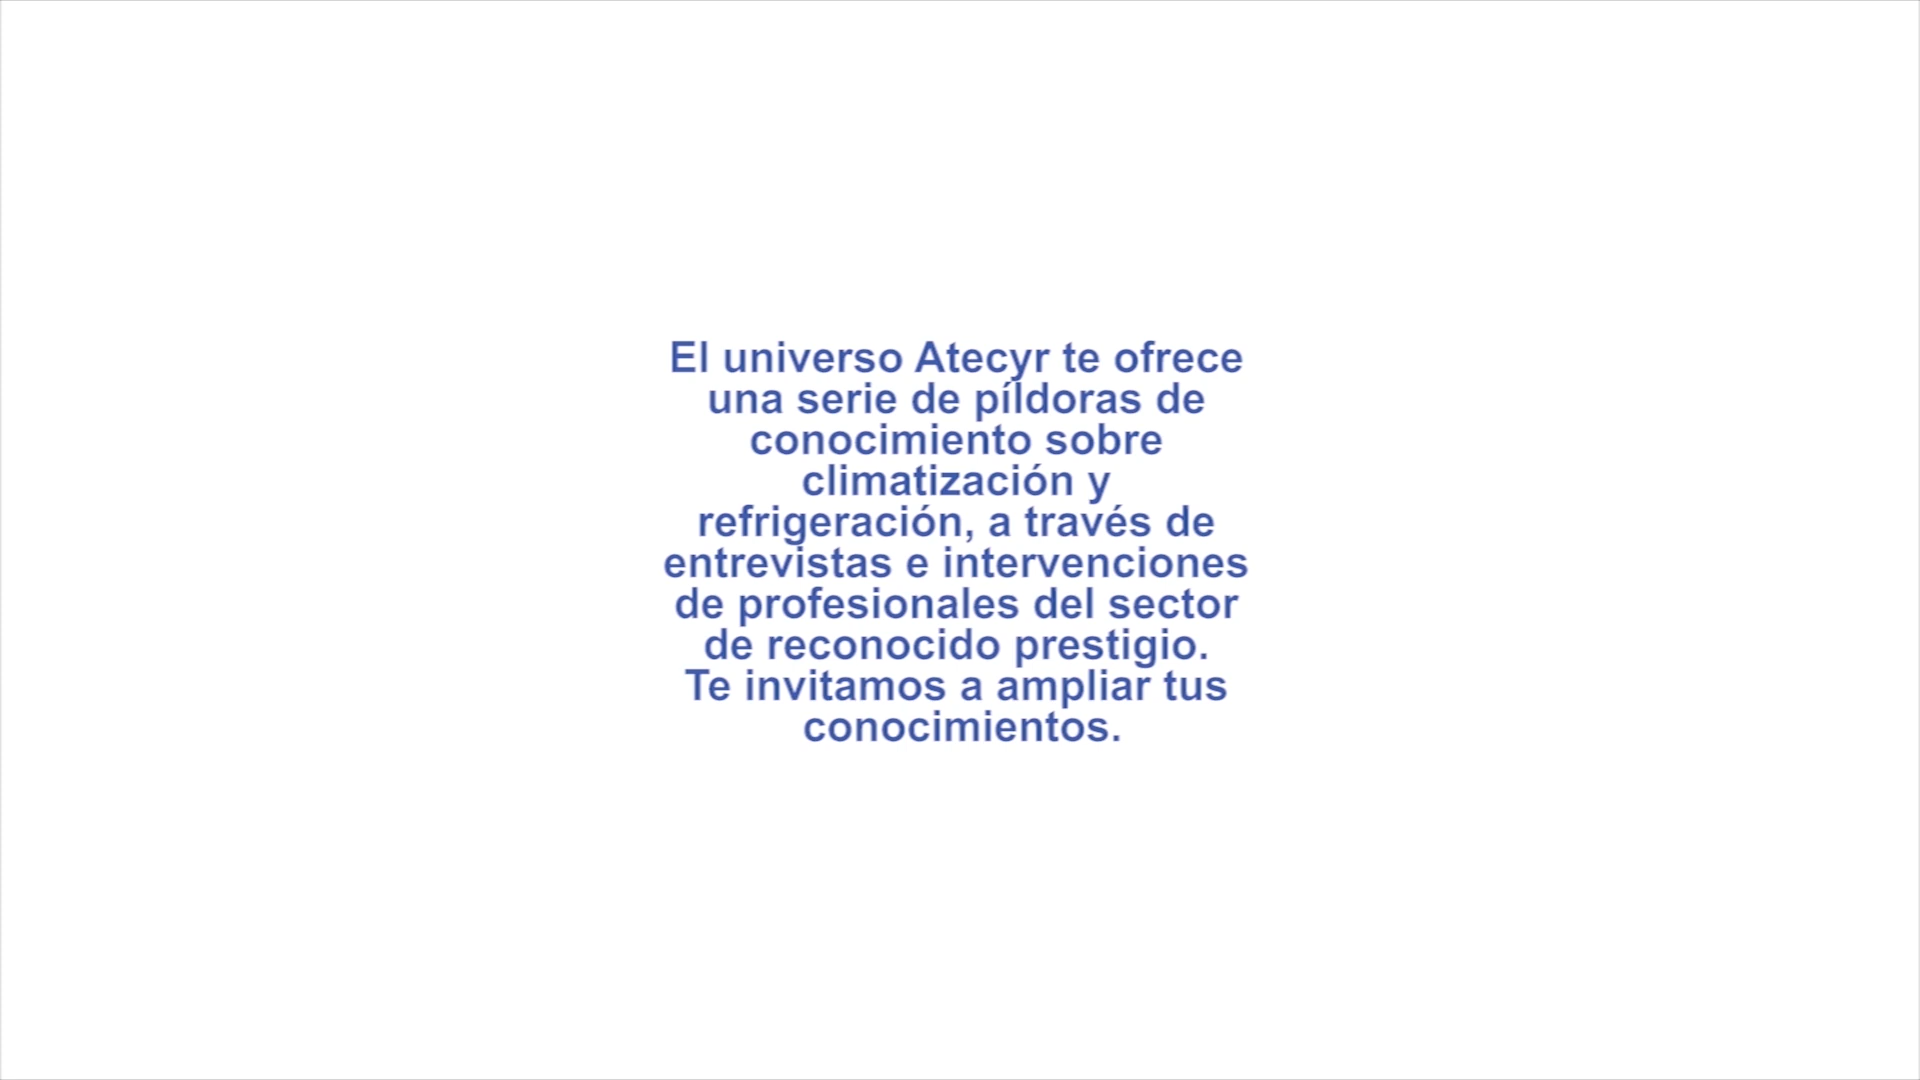 El universo Atecyr te ofrece
una serie de píldoras de
conocimiento sobre
climatización y
refrigeración, a través de
entrevistas e intervenciones
de profesionales del sector
de reconocido prestigio.
Te invitamos a ampliar tus
conocimientos.